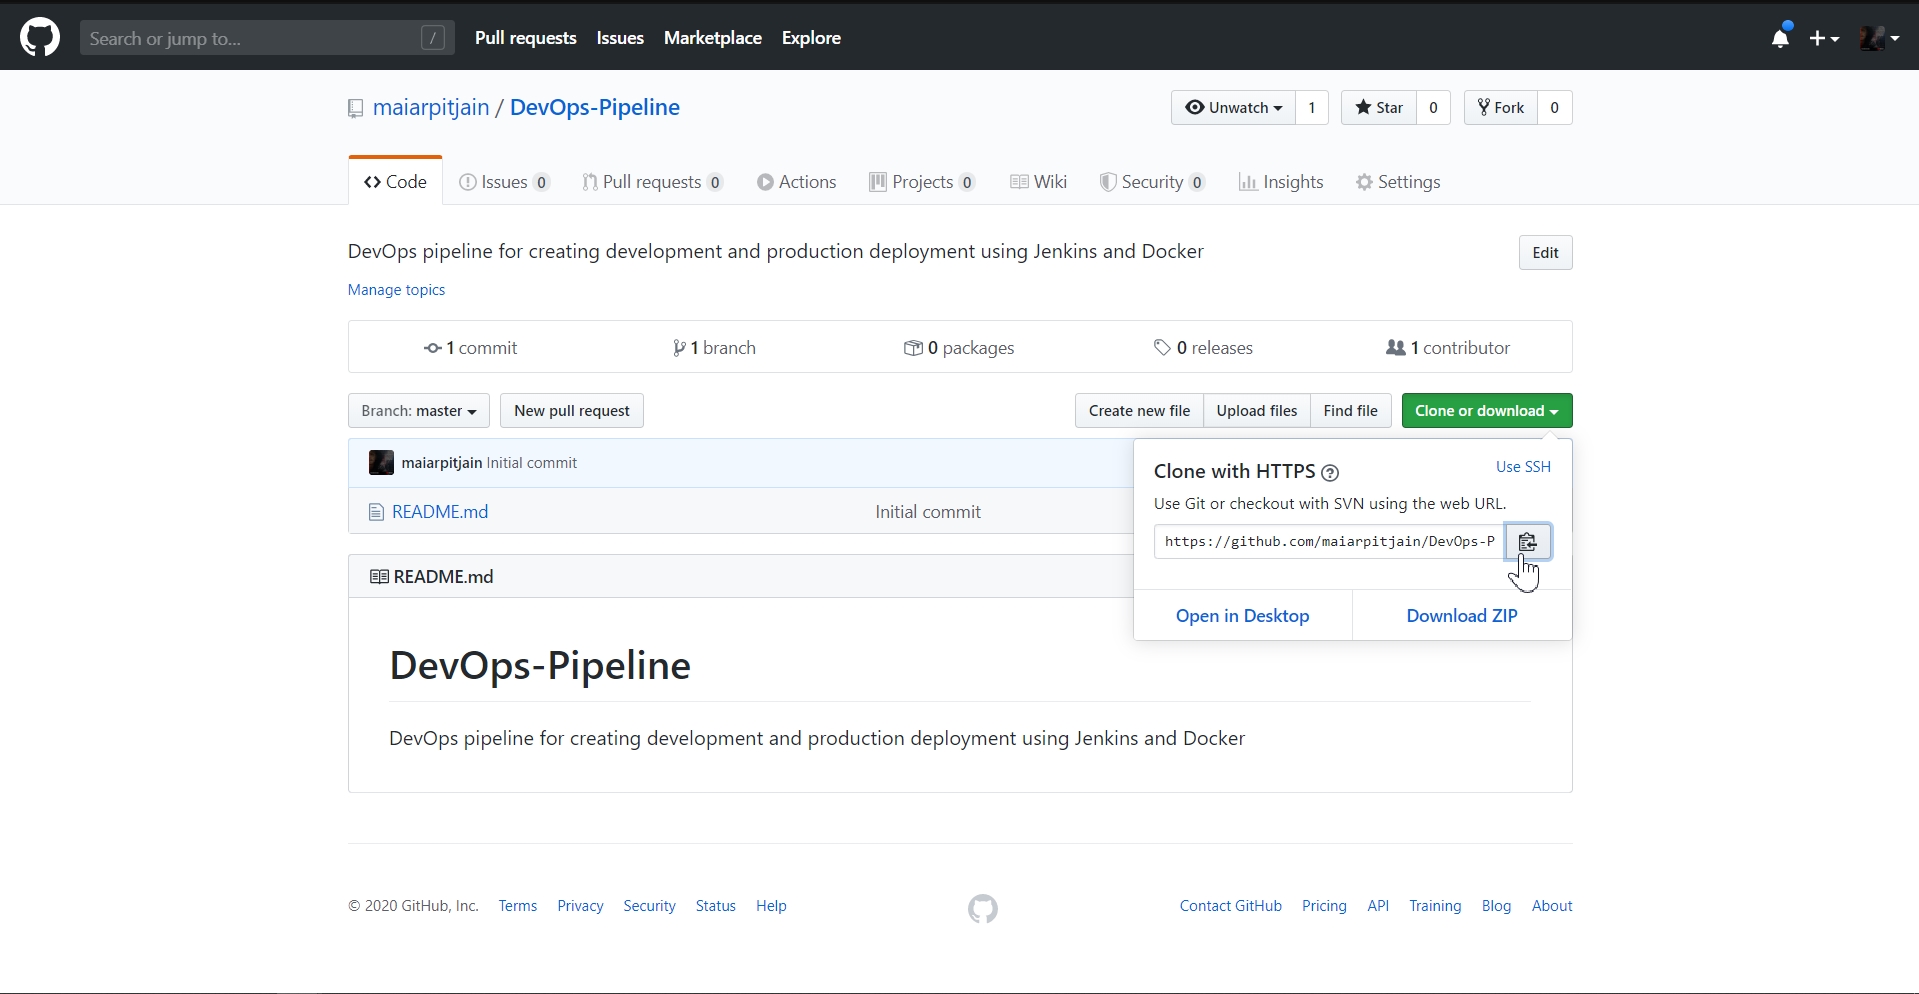 Search or jump to... / Pull requests Issues Marketplace Explore
maiarpitjain / DevOps-Pipeline Unwatch 1 Star 0 Fork 0
Code Issues 0 Pull requests 0 Actions Projects 0 Wiki Security 0 Insights Settings
DevOps pipeline for creating development and production deployment using Jenkins and Docker Edit
Manage topics
1 commit 1 branch 0 packages 0 releases 1 contributor
Branch: master New pull request Create new file Upload files Find file Clone or download
maiarpitjain Initial commit
README.md Initial commit
Clone with HTTPS ? Use SSH
Use Git or checkout with SVN using the web URL.
https://github.com/maiarpitjain/DevOps-P
Open in Desktop Download ZIP
README.md
DevOps-Pipeline
DevOps pipeline for creating development and production deployment using Jenkins and Docker
© 2020 GitHub, Inc. Terms Privacy Security Status Help Contact GitHub Pricing API Training Blog About